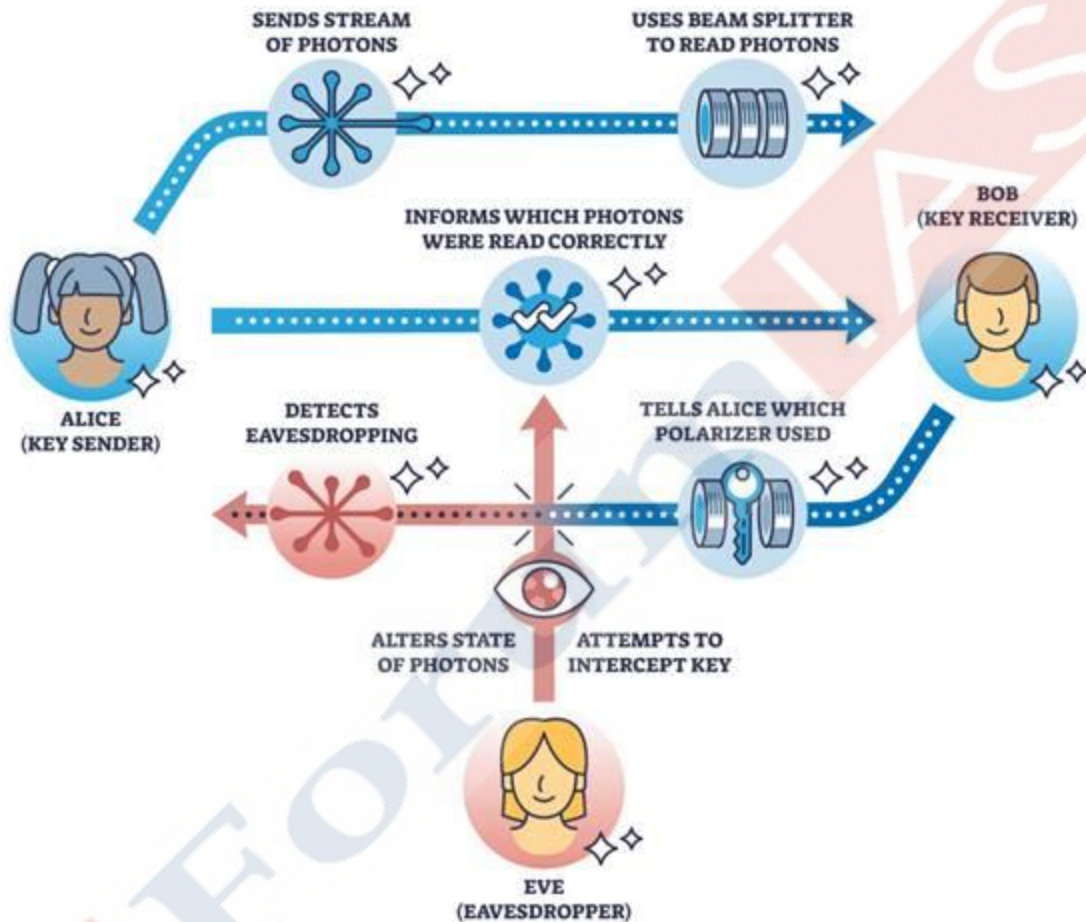 SENDS STREAM
OF PHOTONS
USES BEAM SPLITTER
TO READ PHOTONS
INFORMS WHICH PHOTONS
WERE READ CORRECTLY
BOB
(KEY RECEIVER)
ALICE
(KEY SENDER)
DETECTS
EAVESDROPPING
TELLS ALICE WHICH
POLARIZER USED
ALTERS STATE
OF PHOTONS
ATTEMPTS TO
INTERCEPT KEY
EVE
(EAVESDROPPER)
Forum IAS